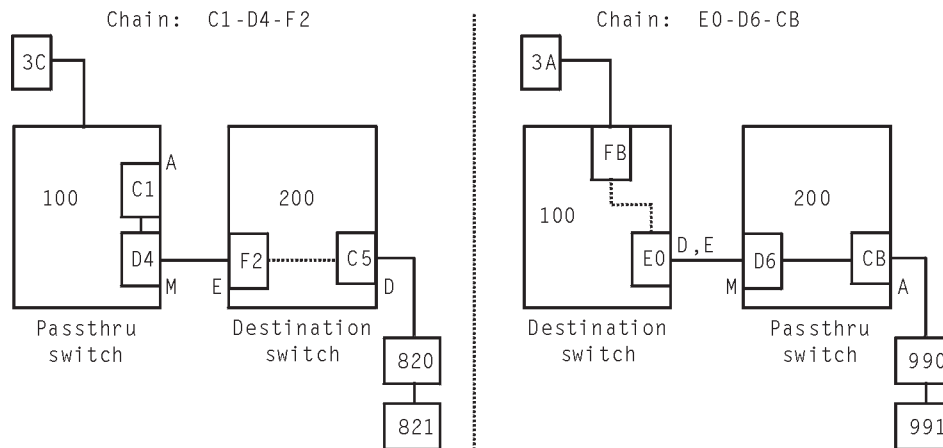 Chain: C1-D4-F2
3C
A
C1
100
200
D4
F2
C5
M
E
D
Passthru
switch
Destination
switch
820
821
Chain: E0-D6-CB
3A
FB
100
200
D,E
E0
D6
CB
M
A
Destination
switch
Passthru
switch
990
991